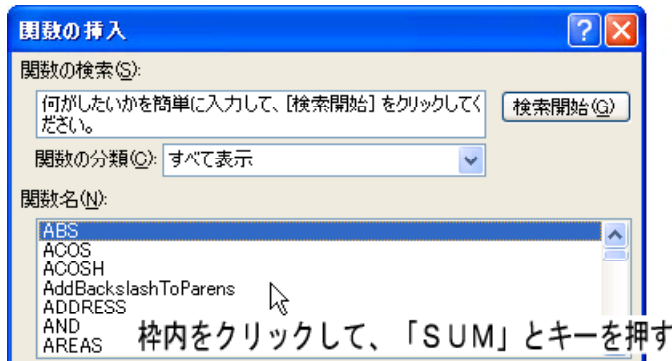 関数の挿入
関数の検索(S):
何がしたいかを簡単に入力して、[検索開始] をクリックしてく
ださい。
検索開始(G)
関数の分類(C): すべて表示
関数名(N):
ABS
ACOS
ACOSH
AddBackslashToParens
ADDRESS
AND
AREAS
枠内をクリックして、「ＳＵＭ」とキーを押す